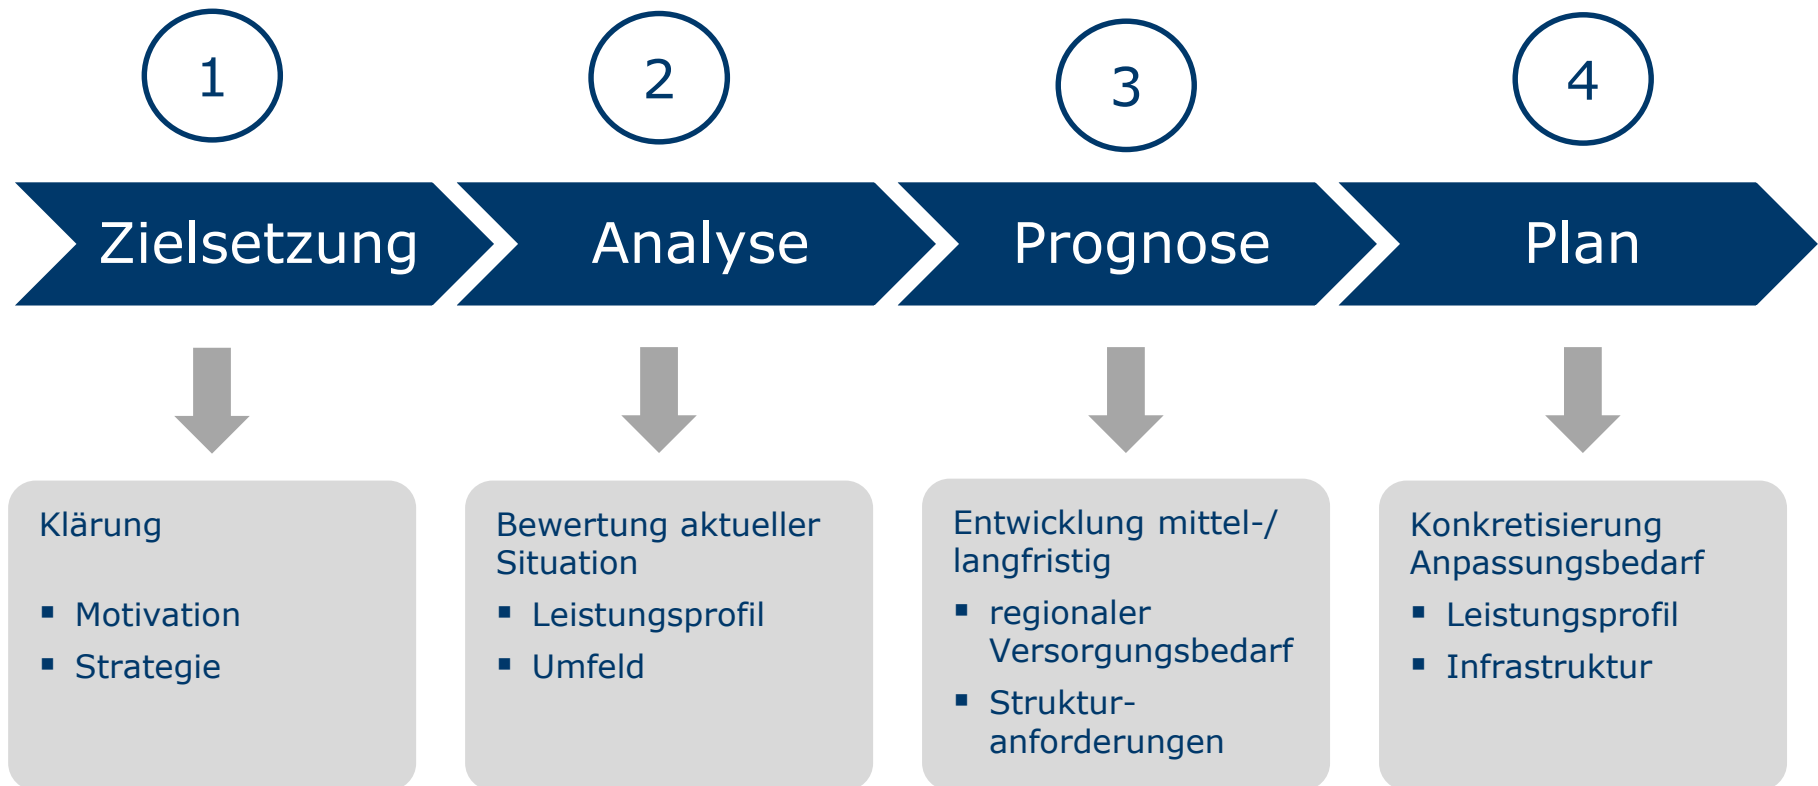 1
2
3
4
Zielsetzung
Analyse
Prognose
Plan
Klärung
▪ Motivation
▪ Strategie
Bewertung aktueller
Situation
▪ Leistungsprofil
▪ Umfeld
Entwicklung mittel-/
langfristig
▪ regionaler
Versorgungsbedarf
▪ Struktur-
anforderungen
Konkretisierung
Anpassungsbedarf
▪ Leistungsprofil
▪ Infrastruktur